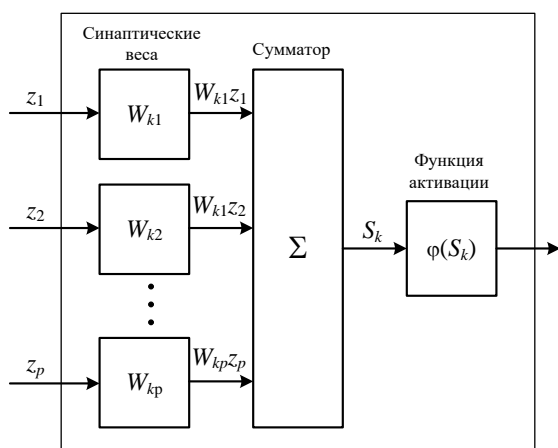 Синаптические
веса
Сумматор
z1
Wk1
Wk1z1
Функция
активации
z2
Wk2
Wk1z2
Σ
Sk
φ(Sk)
zp
Wkp
Wkpzp